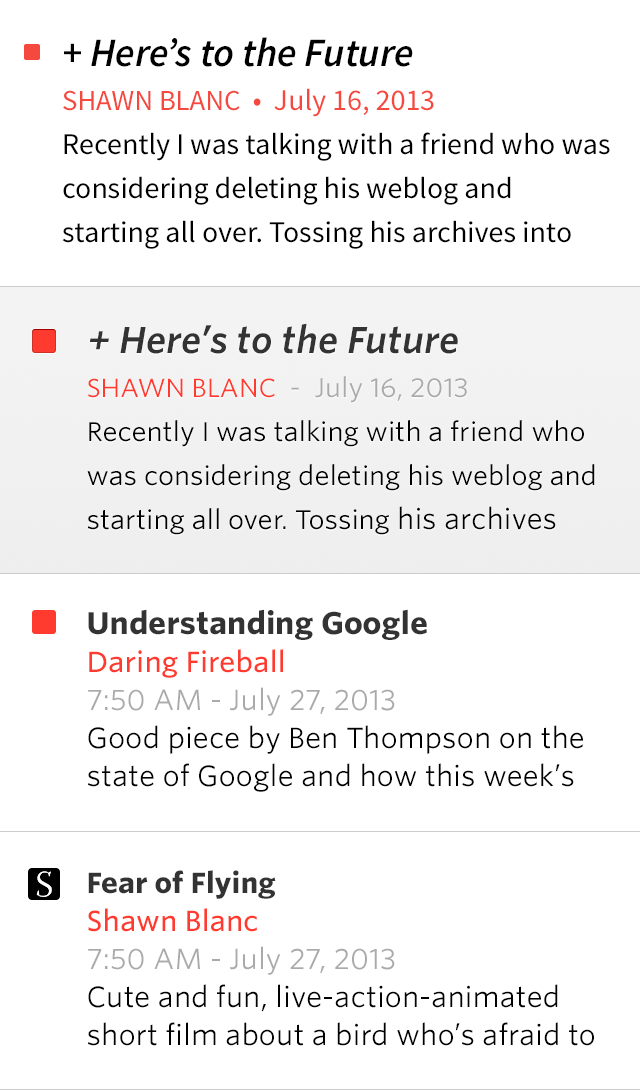 + Here’s to the Future
SHAWN BLANC • July 16, 2013
Recently I was talking with a friend who was
considering deleting his weblog and
starting all over. Tossing his archives into
+ Here’s to the Future
SHAWN BLANC - July 16, 2013
Recently I was talking with a friend who
was considering deleting his weblog and
starting all over. Tossing his archives
Understanding Google
Daring Fireball
7:50 AM - July 27, 2013
Good piece by Ben Thompson on the
state of Google and how this week’s
S Fear of Flying
Shawn Blanc
7:50 AM - July 27, 2013
Cute and fun, live-action-animated
short film about a bird who’s afraid to